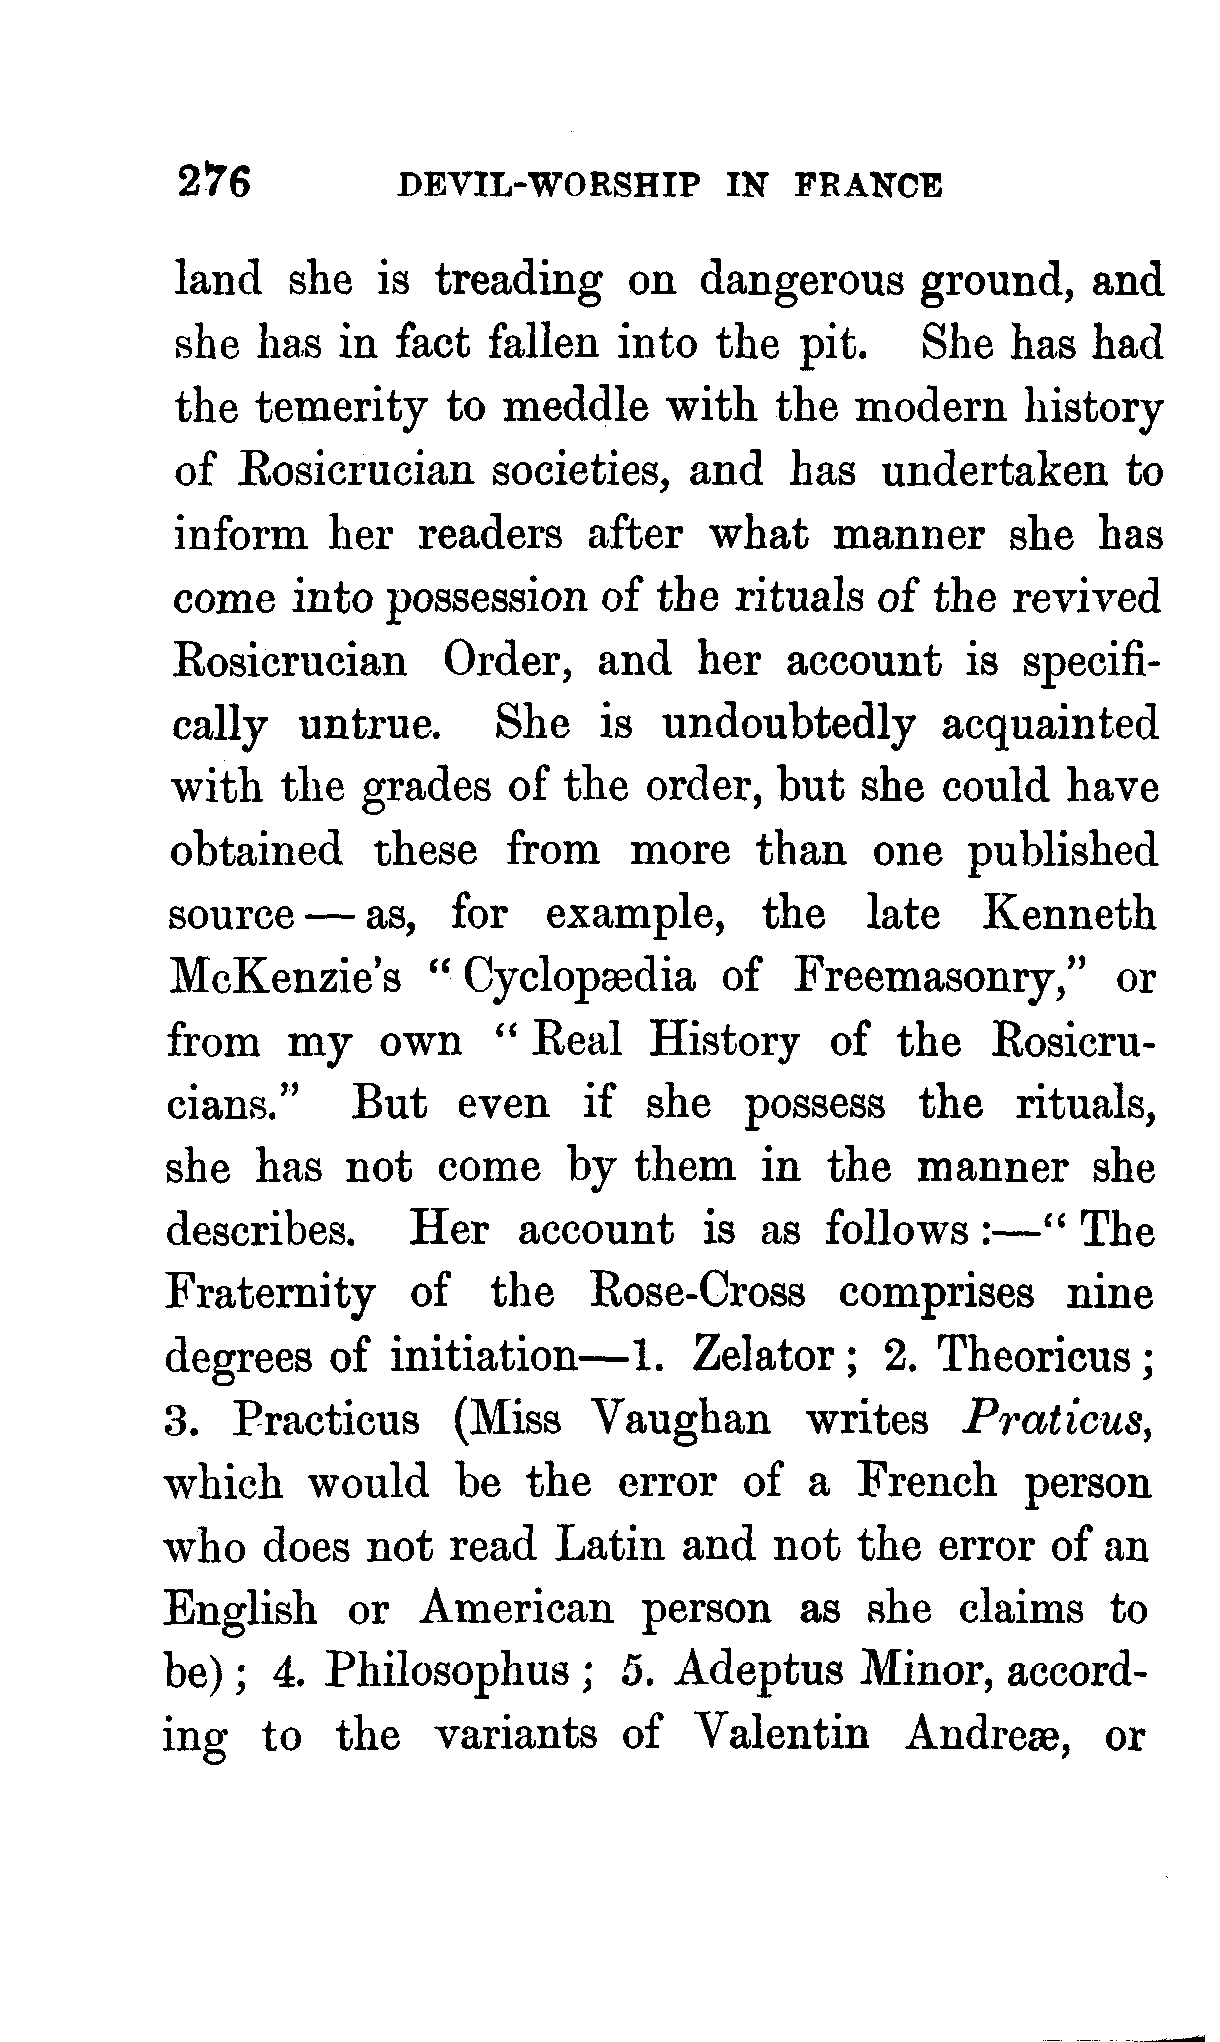 276 DEVIL-WORSHIP IN FRANCE
land she is treading on dangerous ground, and
she has in fact fallen into the pit. She has had
the temerity to meddle with the modern history
of Rosicrucian societies, and has undertaken to
inform her readers after what manner she has
come into possession of the rituals of the revived
Rosicrucian Order, and her account is specifi-
cally untrue. She is undoubtedly acquainted
with the grades of the order, but she could have
obtained these from more than one published
source — as, for example, the late Kenneth
McKenzie's “ Cyclopædia of Freemasonry,” or
from my own “ Real History of the Rosicru-
cians.” But even if she possess the rituals,
she has not come by them in the manner she
describes. Her account is as follows :—“ The
Fraternity of the Rose-Cross comprises nine
degrees of initiation—1. Zelator ; 2. Theoricus ;
3. Practicus (Miss Vaughan writes Praticus,
which would be the error of a French person
who does not read Latin and not the error of an
English or American person as she claims to
be) ; 4. Philosophus ; 5. Adeptus Minor, accord-
ing to the variants of Valentin Andreæ, or